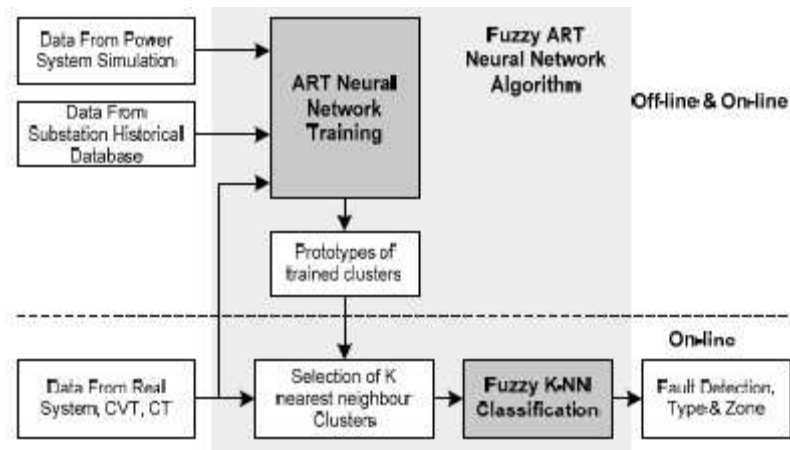 Data From Power
System Simulation
Data From
Substation Historical
Database
ART Neural
Network
Training
Fuzzy ART
Neural Network
Algorithm
Off-line & On-line
Prototypes of
trained clusters
On-line
Data From Real
System, CVT, CT
Selection of K
nearest neighbour
Clusters
Fuzzy K-NN
Classification
Fault Detection,
Type & Zone